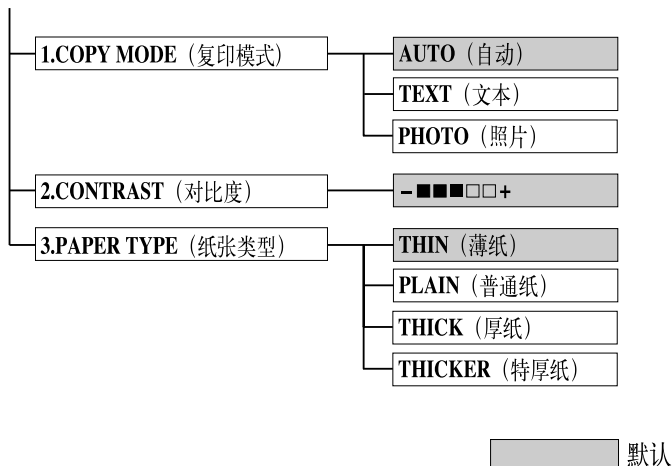 1.COPY MODE（复印模式）
AUTO（自动）
TEXT（文本）
PHOTO（照片）
2.CONTRAST（对比度）
-■■■□□+
3.PAPER TYPE（纸张类型）
THIN（薄纸）
PLAIN（普通纸）
THICK（厚纸）
THICKER（特厚纸）
默认